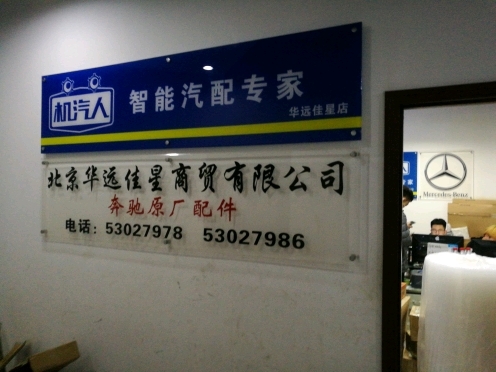 机汽人
智能汽配专家
华远佳星店
北京华远佳星商贸有限公司
奔驰原厂配件
电话：53027978 53027986
家
Mercedes-Benz